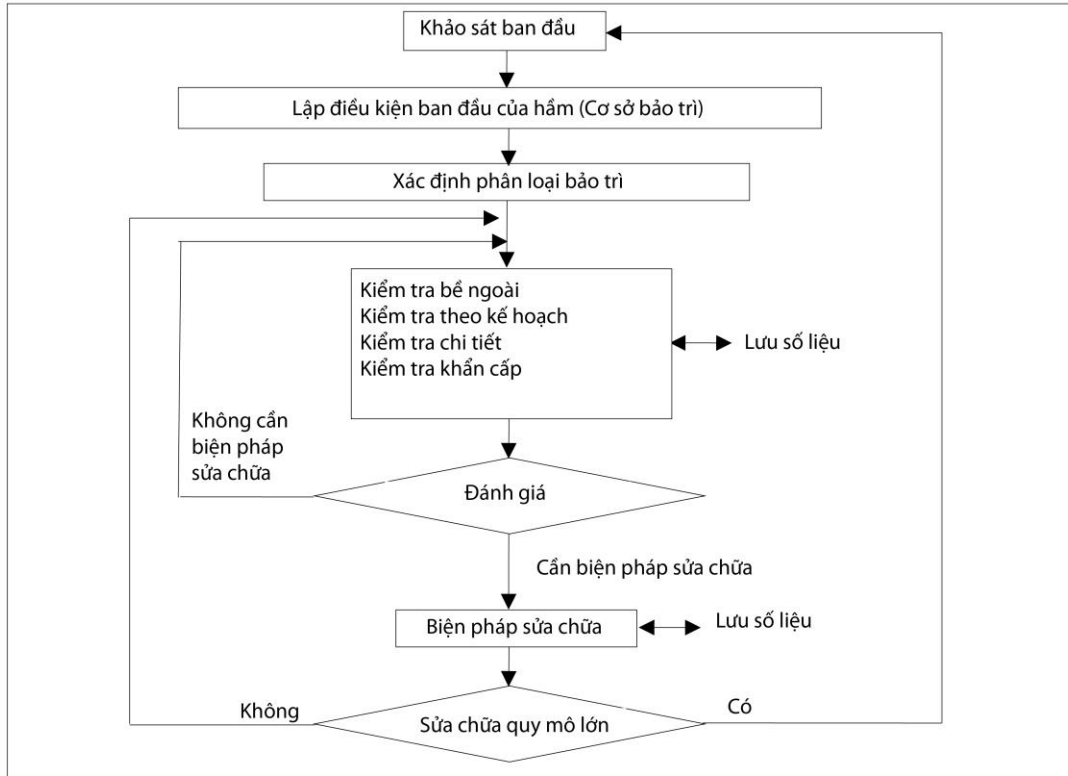 Khảo sát ban đầu
Lập điều kiện ban đầu của hầm (Cơ sở bảo trì)
Xác định phân loại bảo trì
Kiểm tra bề ngoài
Kiểm tra theo kế hoạch
Kiểm tra chi tiết
Kiểm tra khẩn cấp
Lưu số liệu
Không cần
biện pháp
sửa chữa
Đánh giá
Cần biện pháp sửa chữa
Biện pháp sửa chữa
Lưu số liệu
Không
Sửa chữa quy mô lớn
Có